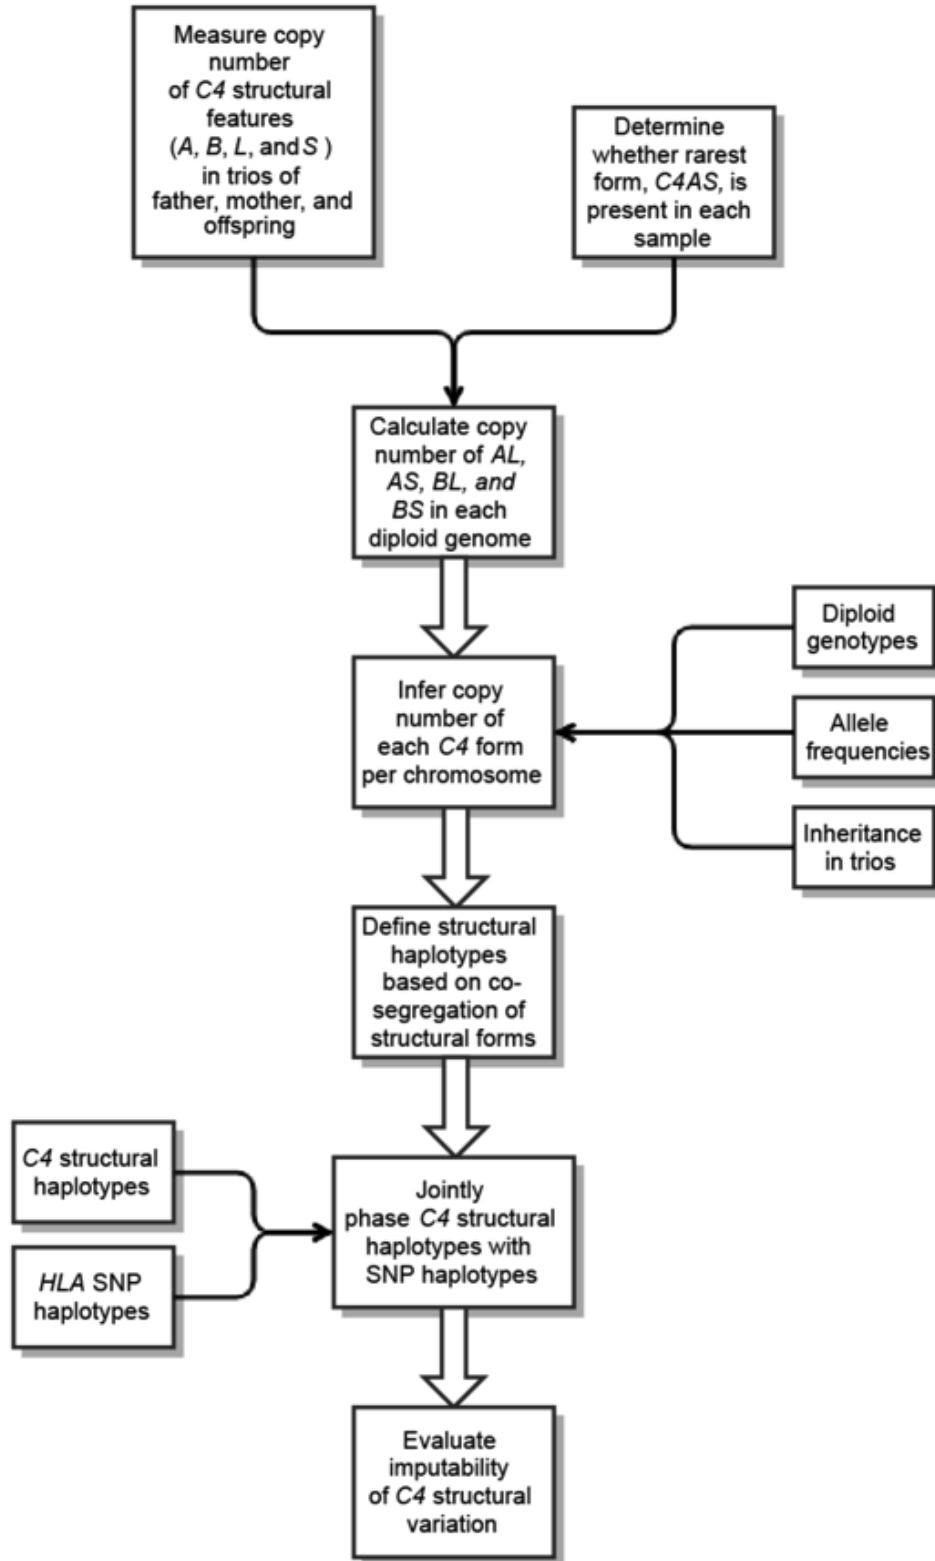 Measure copy
number
of C4 structural
features
(A, B, L, and S )
in trios of
father, mother, and
offspring
Determine
whether rarest
form, C4AS, is
present in each
sample
Calculate copy
number of AL,
AS, BL, and
BS in each
diploid genome
Infer copy
number of
each C4 form
per chromosome
Diploid
genotypes
Allele
frequencies
Inheritance
in trios
Define structural
haplotypes
based on co-
segregation of
structural forms
C4 structural
haplotypes
HLA SNP
haplotypes
Jointly
phase C4 structural
haplotypes with
SNP haplotypes
Evaluate
imputability
of C4 structural
variation